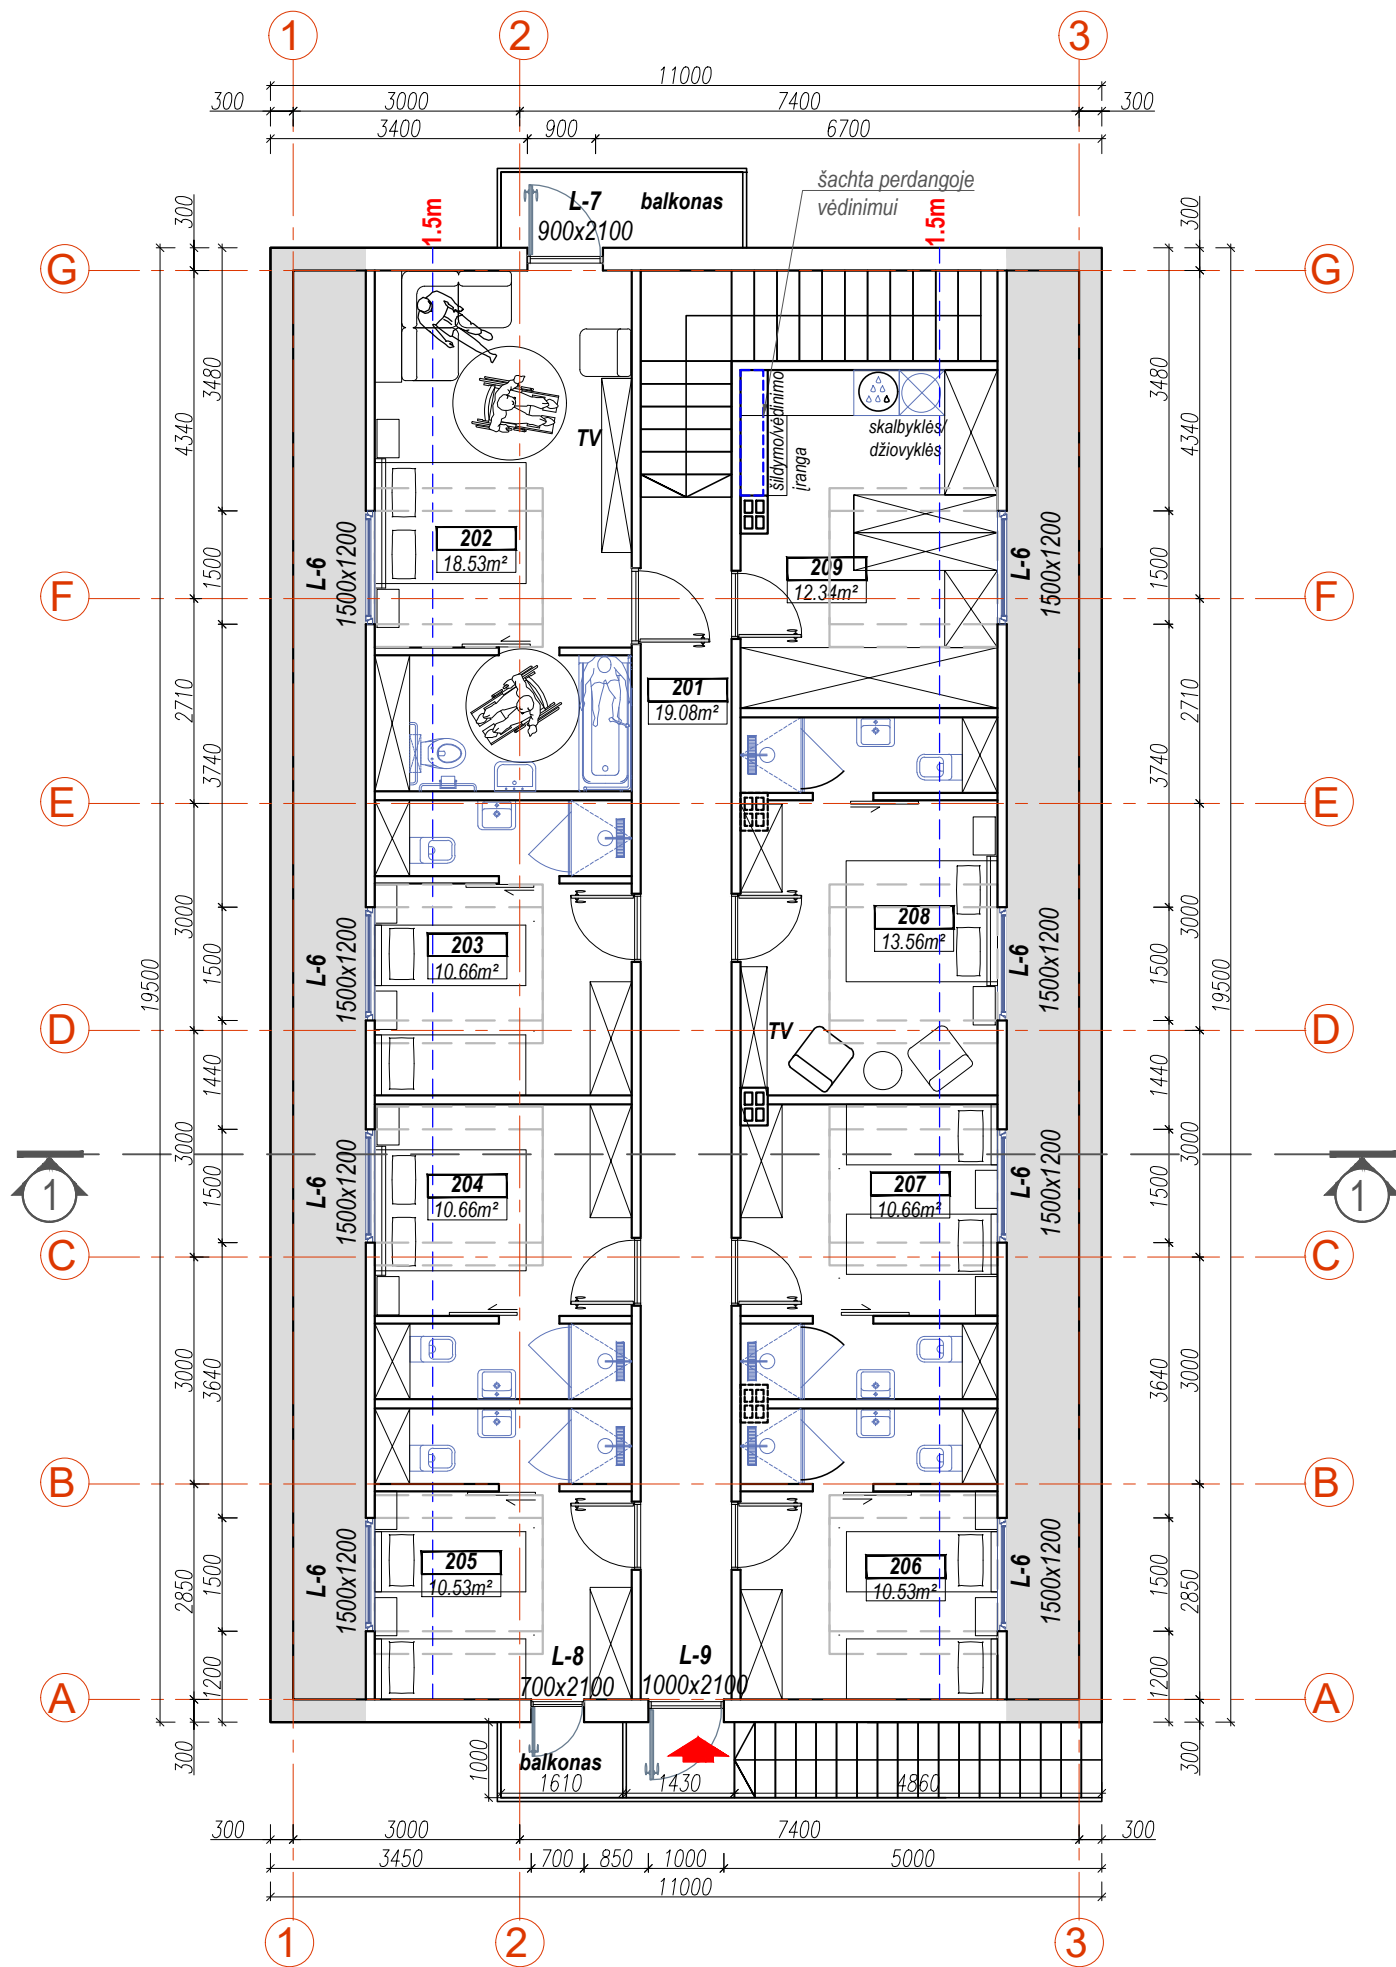 1
2
3
11000
300
3000
7400
300
3400
900
6700
šachta perdangoje
vėdinimui
L-7
balkonas
900x2100
1.5m
1.5m
300
300
G
G
3480
4340
3480
4340
TV
šildymo/vėdinimo
įranga
skalbyklės/
džiovyklės
202
18.53m²
209
12.34m²
L-6
1500x1200
L-6
1500x1200
1500
1500
F
F
201
19.08m²
2710
3740
2710
3740
E
E
203
10.66m²
208
13.56m²
L-6
1500x1200
L-6
1500x1200
3000
1500
3000
1500
19500
19500
D
D
TV
1440
1440
3000
3000
1
1
204
10.66m²
207
10.66m²
L-6
1500x1200
L-6
1500x1200
1500
1500
C
C
3000
3640
3640
3000
B
B
205
10.53m²
206
10.53m²
L-6
1500x1200
L-6
1500x1200
2850
1500
1500
2850
L-8
700x2100
L-9
1000x2100
1200
1200
A
A
300
300
1000
balkonas
1610
1430
4860
300
3000
7400
300
3450
700
850
1000
5000
11000
1
2
3